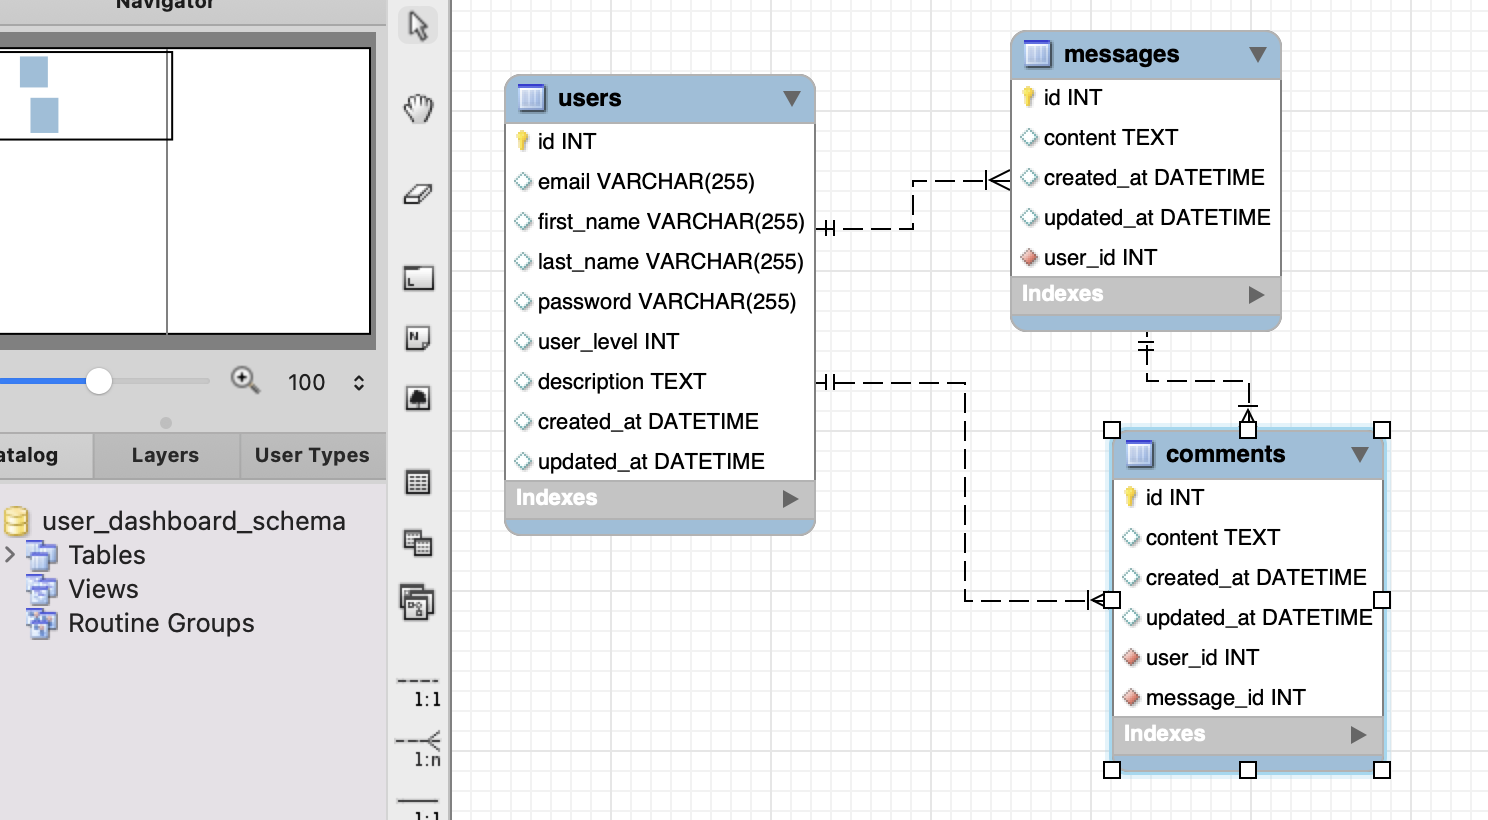 Navigator
100
atalog
Layers
User Types
user_dashboard_schema
Tables
Views
Routine Groups
L
N
1:1
1:n
1:1
users
id INT
email VARCHAR(255)
first_name VARCHAR(255)
last_name VARCHAR(255)
password VARCHAR(255)
user_level INT
description TEXT
created_at DATETIME
updated_at DATETIME
Indexes
messages
id INT
content TEXT
created_at DATETIME
updated_at DATETIME
user_id INT
Indexes
comments
id INT
content TEXT
created_at DATETIME
updated_at DATETIME
user_id INT
message_id INT
Indexes